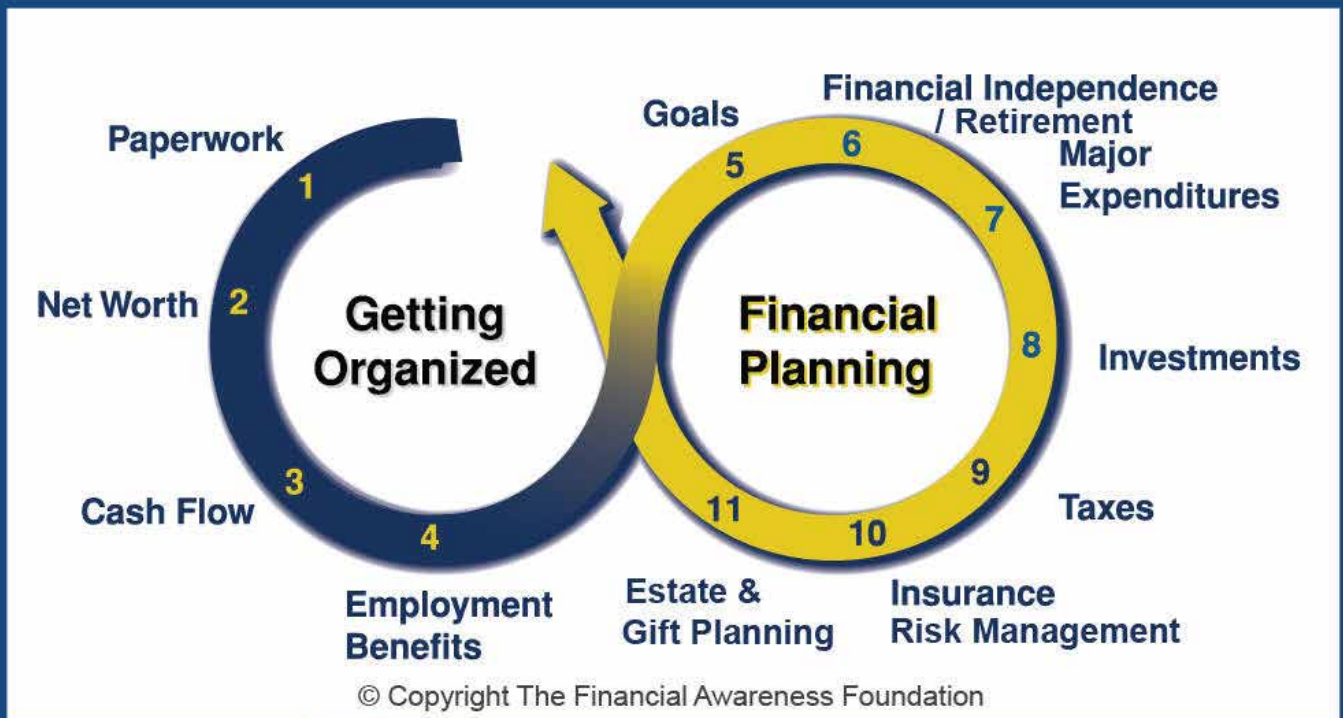 Paperwork
1
Net Worth
2
Cash Flow
3
4
Employment
Benefits
Getting
Organized
Goals
5
Financial Independence
/ Retirement
6
Major
Expenditures
7
Investments
8
Taxes
9
Insurance
Risk Management
10
Estate &
Gift Planning
11
Financial
Planning
© Copyright The Financial Awareness Foundation